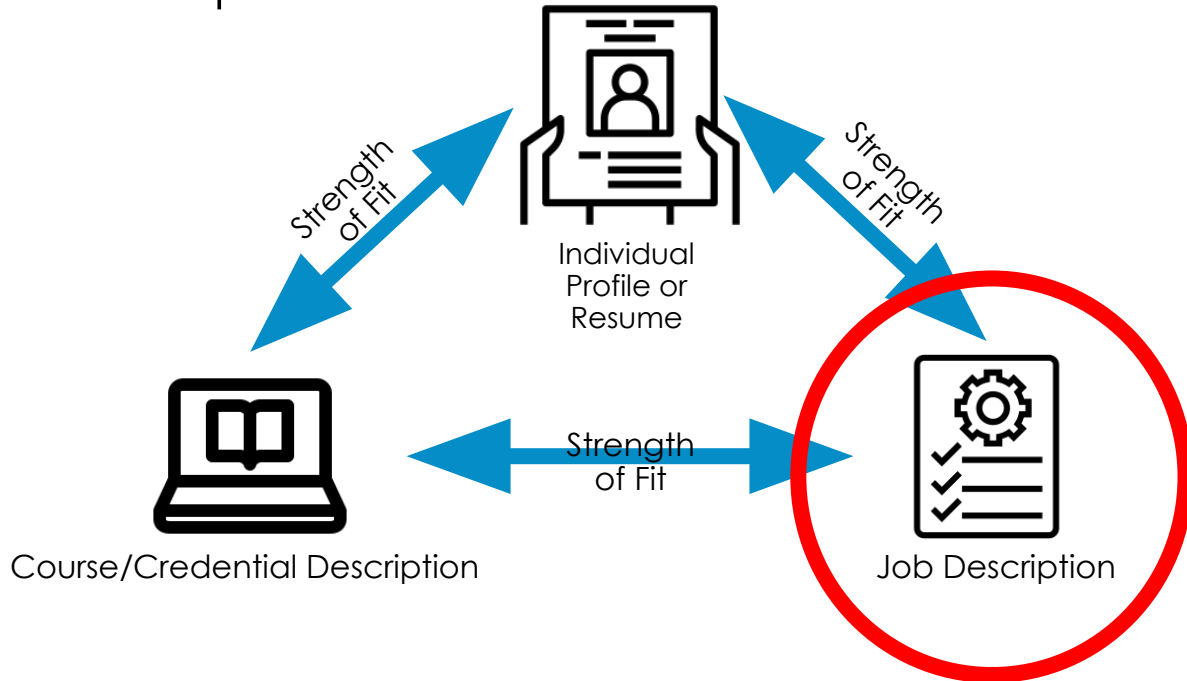 Strength
of Fit
Strength
of Fit
Individual
Profile or
Resume
Strength
of Fit
Course/Credential Description
Job Description